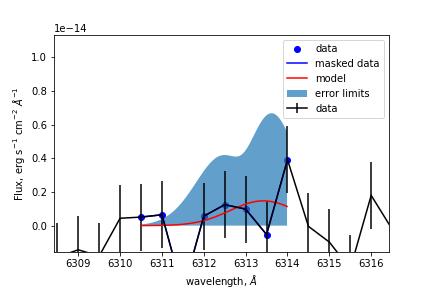 1e−14
data
masked data
model
error limits
data
1.0
0.8
0.6
0.4
0.2
0.0
Flux, erg s⁻¹ cm⁻² Å⁻¹
6309 6310 6311 6312 6313 6314 6315 6316
wavelength, Å